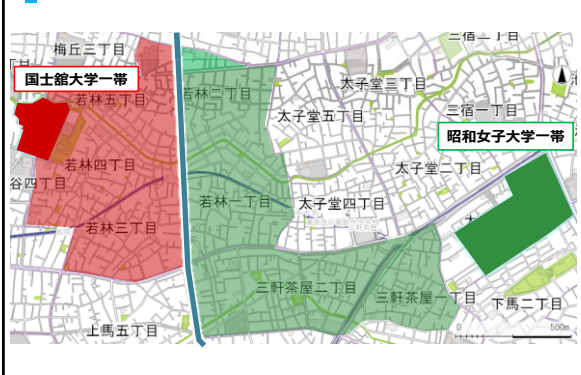 三宿二丁目
梅丘三丁目
国士舘大学一帯
太子堂三丁目
若林五丁目
若林二丁目
三宿一丁目
太子堂五丁目
昭和女子大学一帯
若林四丁目
太子堂二丁目
谷四丁目
若林一丁目
太子堂四丁目
若林三丁目
三軒茶屋二丁目
三軒茶屋一丁目
下馬二丁目
上馬五丁目
0
500m